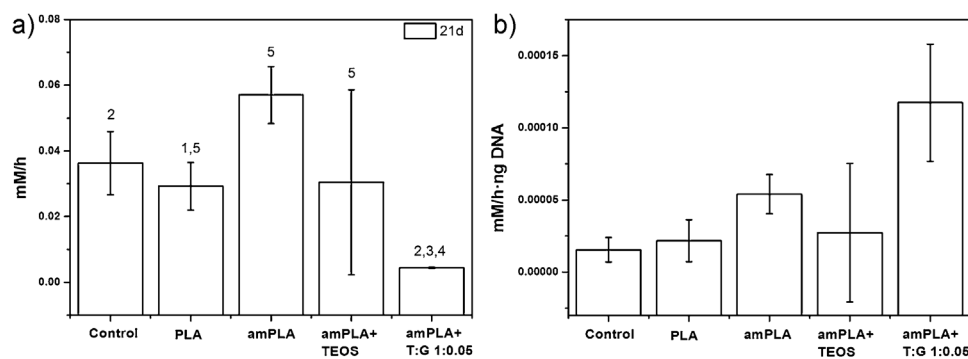 a)
mM/h
0.08
0.06
0.04
0.02
0.00
21d
2
1,5
5
5
2,3,4
Control
PLA
amPLA
amPLA+
TEOS
amPLA+
T:G 1:0.05
b)
mM/h·ng DNA
0.00015
0.00010
0.00005
0.00000
Control
PLA
amPLA
amPLA+
TEOS
amPLA+
T:G 1:0.05